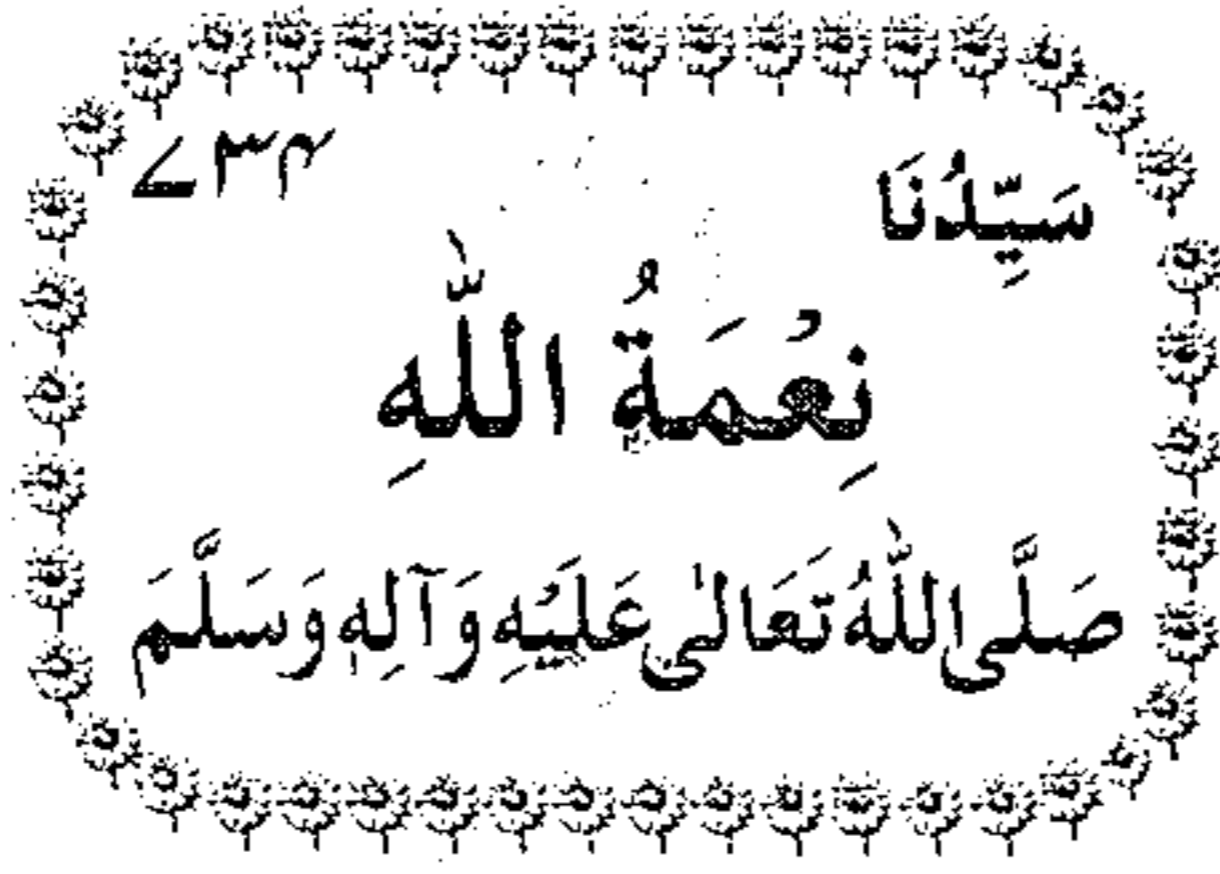 سَيِّدُنَا ۷۳۴
نِعْمَةُ اللّٰهِ
صَلَّى اللّٰهُ تَعَالٰى عَلَيْهِ وَآلِهٖ وَسَلَّمَ